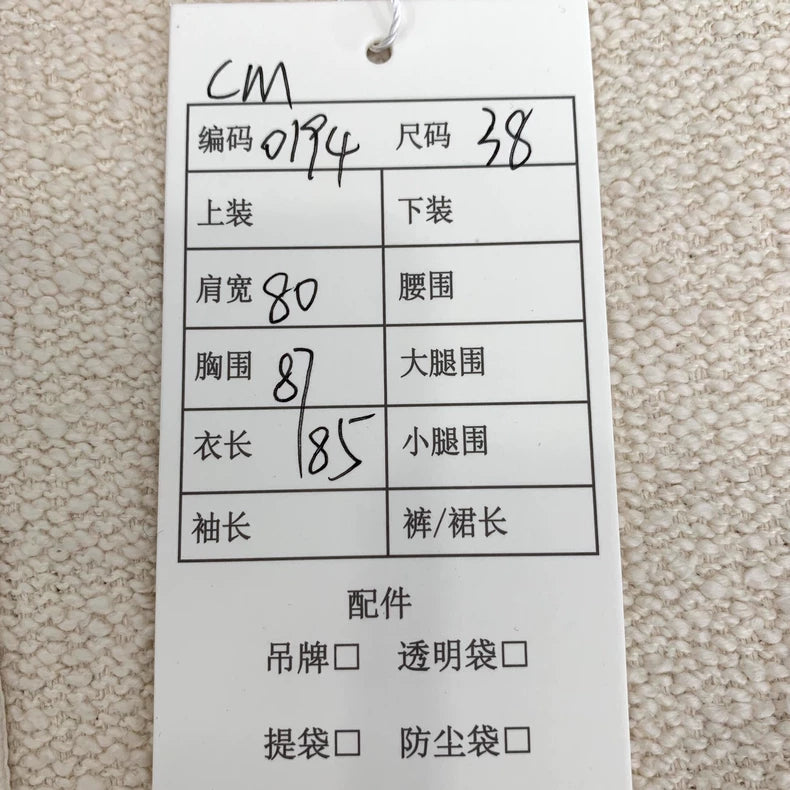 CM
编码 0194 尺码 38
上装 下装
肩宽 80 腰围
胸围 87 大腿围
衣长 85 小腿围
袖长 裤/裙长
配件
吊牌□ 透明袋□
提袋□ 防尘袋□